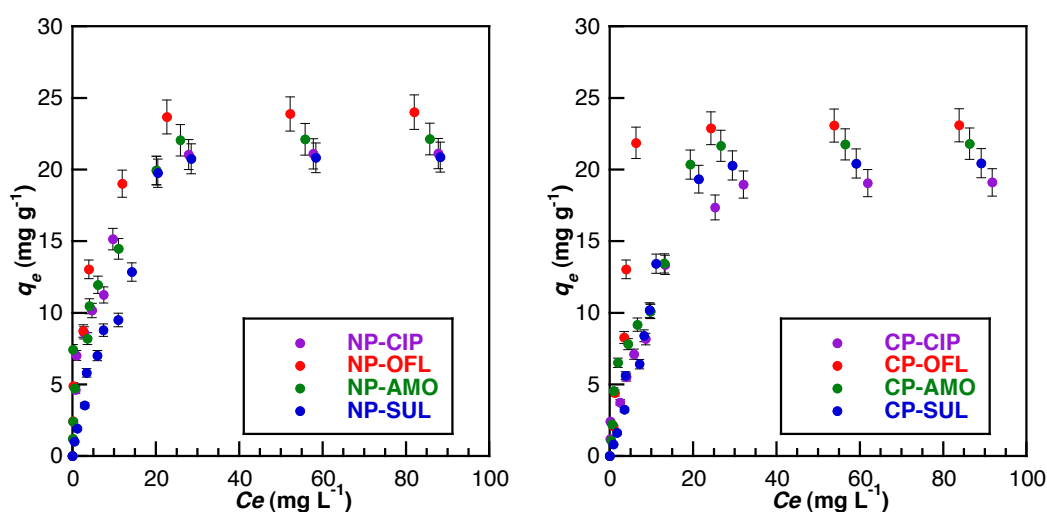 30
25
20
15
10
5
0
q_e (mg g⁻¹)
NP-CIP
NP-OFL
NP-AMO
NP-SUL
0 20 40 60 80 100
Ce (mg L⁻¹)
30
25
20
15
10
5
0
q_e (mg g⁻¹)
CP-CIP
CP-OFL
CP-AMO
CP-SUL
0 20 40 60 80 100
Ce (mg L⁻¹)